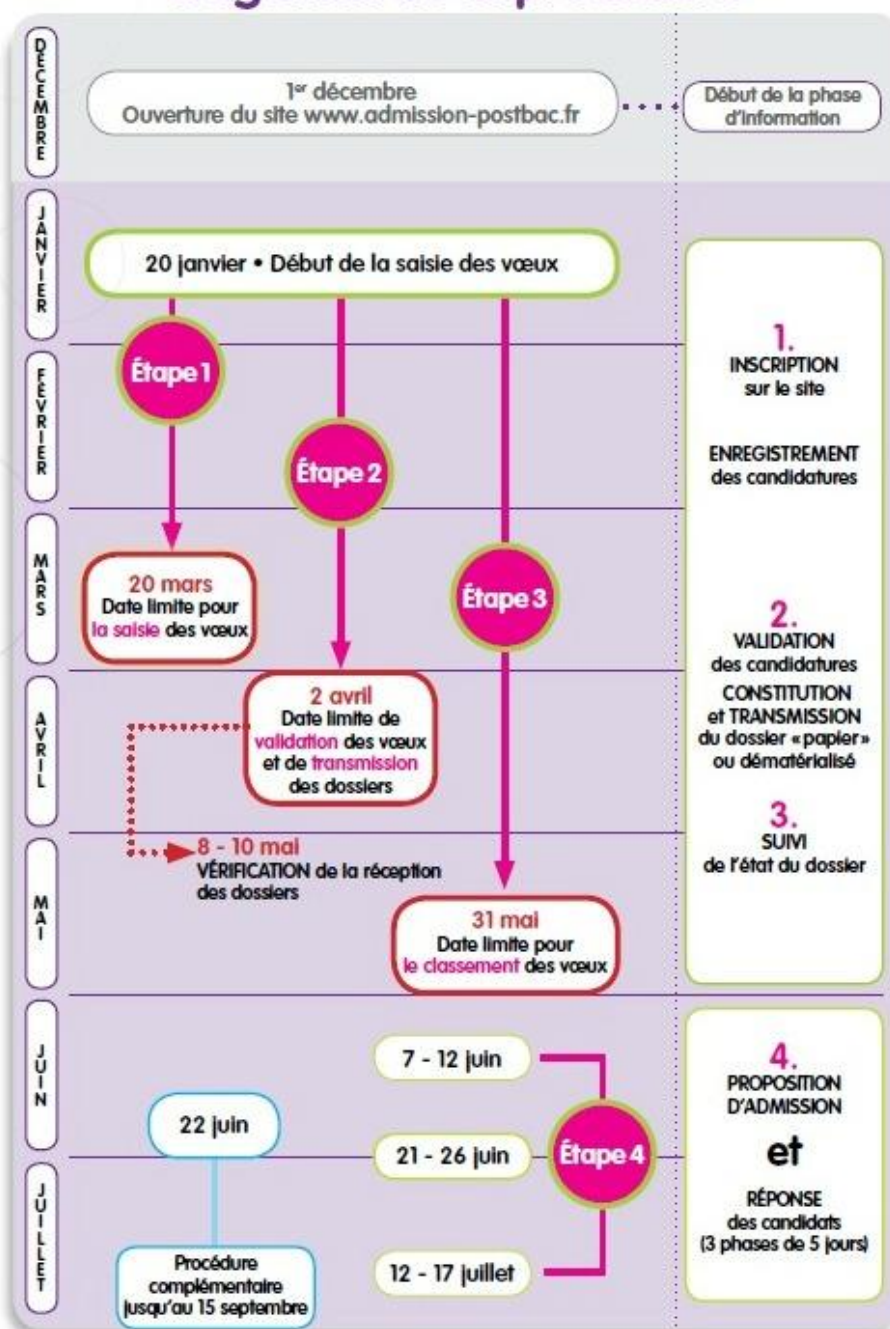 DÉCEMBRE
1er décembre
Ouverture du site www.admission-postbac.fr
Début de la phase
d'information
JANVIER
20 janvier • Début de la saisie des vœux
Étape 1
FÉVRIER
Étape 2
MARS
20 mars
Date limite pour
la saisie des vœux
Étape 3
AVRIL
2 avril
Date limite de
validation des vœux
et de transmission
des dossiers
MAI
8 - 10 mai
VÉRIFICATION de la réception
des dossiers
31 mai
Date limite pour
le classement des vœux
1.
INSCRIPTION
sur le site
ENREGISTREMENT
des candidatures
2.
VALIDATION
des candidatures
CONSTITUTION
et TRANSMISSION
du dossier «papier»
ou dématérialisé
3.
SUIVI
de l'état du dossier
JUIN
7 - 12 juin
22 juin
21 - 26 juin
Étape 4
JUILLET
Procédure
complémentaire
jusqu'au 15 septembre
12 - 17 juillet
4.
PROPOSITION
D'ADMISSION
et
RÉPONSE
des candidats
(3 phases de 5 jours)